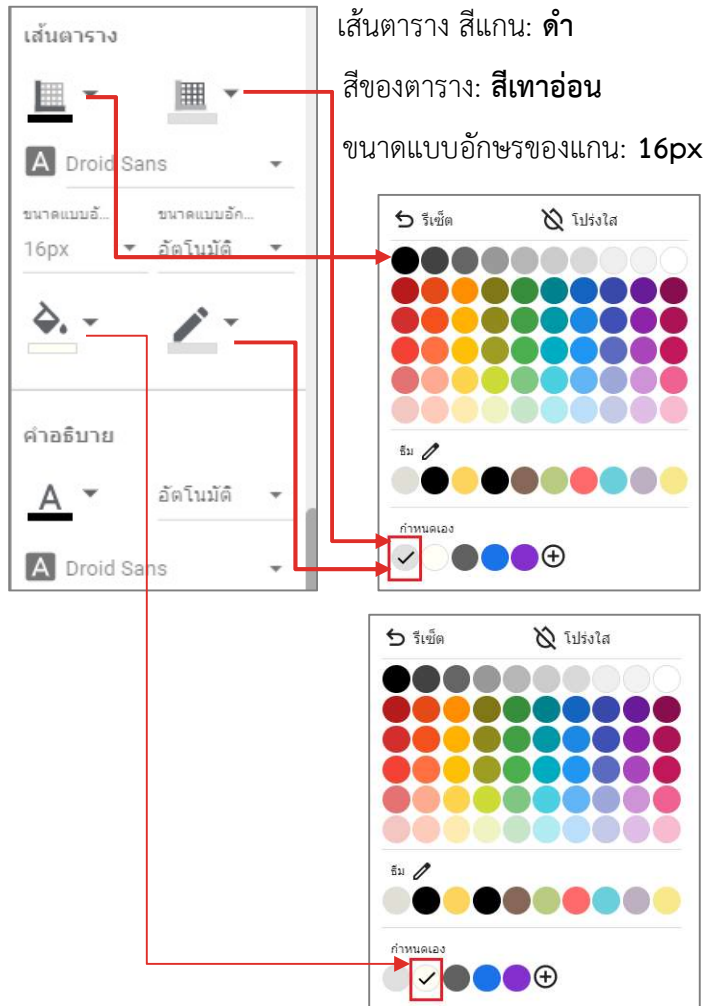 เส้นตาราง สีแกน: ดำ
สีของตาราง: สีเทาอ่อน
ขนาดแบบอักษรของแกน: 16px
เส้นตาราง
A Droid Sans
ขนาดแบบอั... ขนาดแบบอัก...
16px อัตโนมัติ
คำอธิบาย
A อัตโนมัติ
A Droid Sans
รีเซ็ต โปร่งใส
ธีม
กำหนดเอง
รีเซ็ต โปร่งใส
ธีม
กำหนดเอง